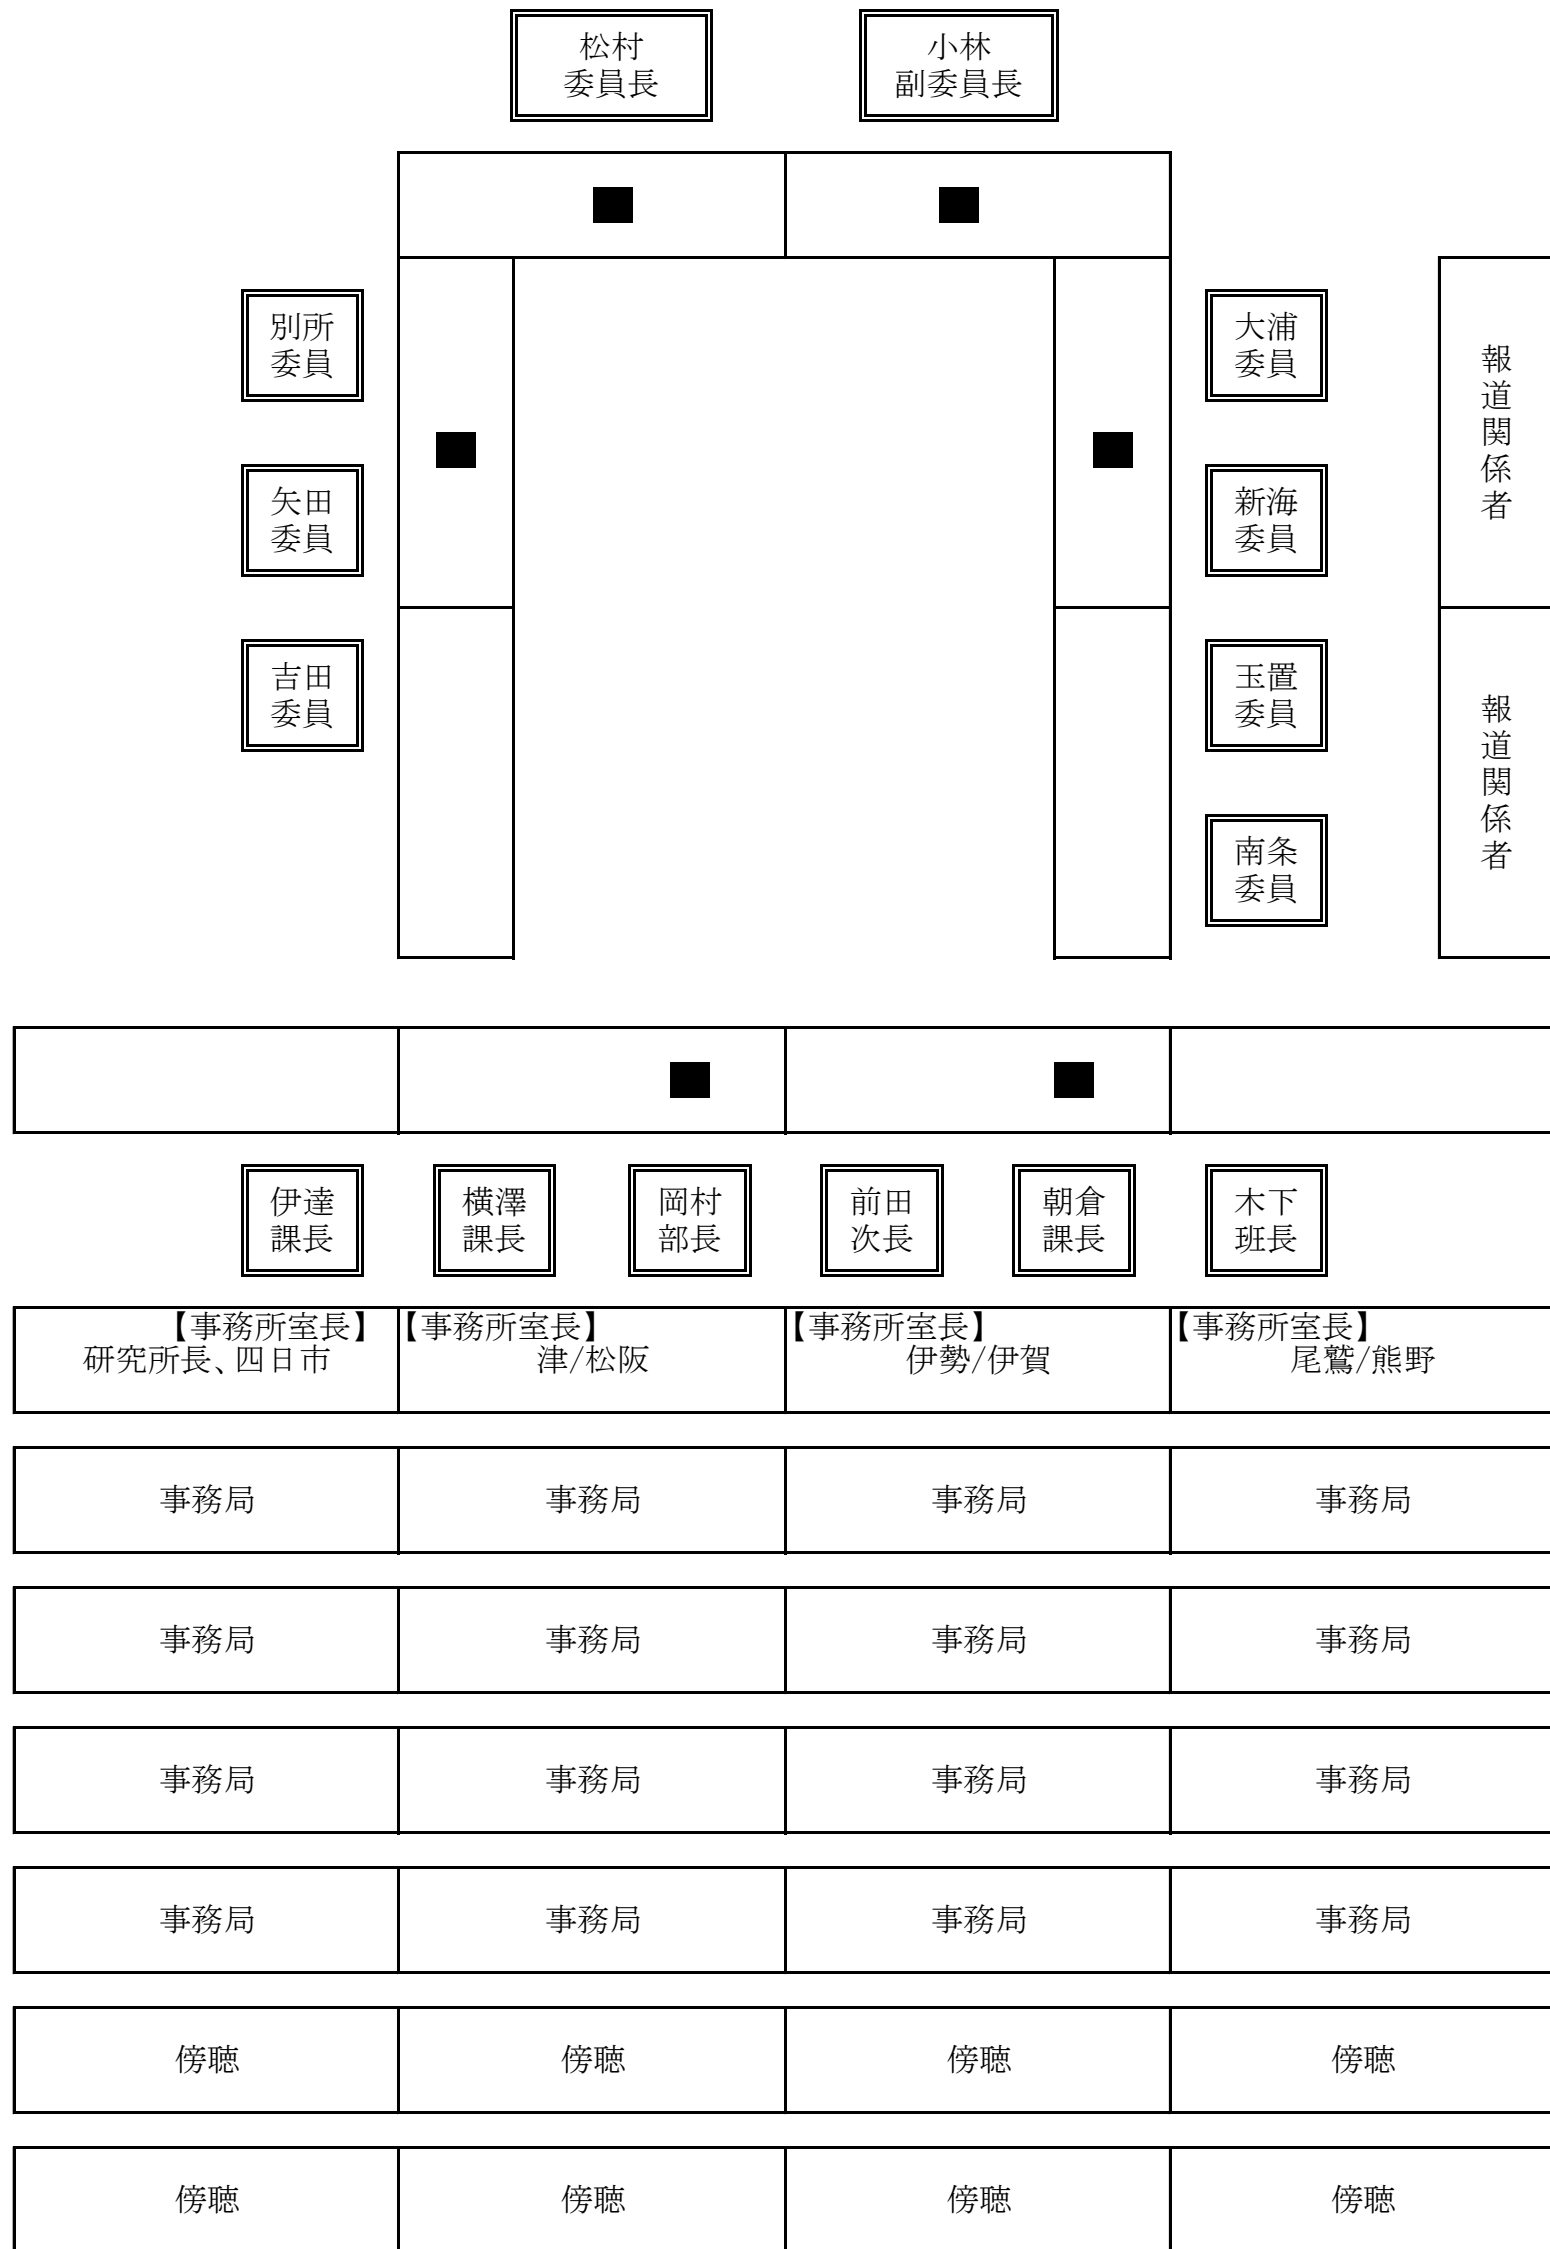 松村
委員長
小林
副委員長
別所
委員
大浦
委員
報道関係者
矢田
委員
新海
委員
吉田
委員
玉置
委員
報道関係者
南条
委員
伊達
課長
横澤
課長
岡村
部長
前田
次長
朝倉
課長
木下
班長
【事務所室長】
研究所長、四日市
【事務所室長】
津/松阪
【事務所室長】
伊勢/伊賀
【事務所室長】
尾鷲/熊野
事務局 事務局 事務局 事務局
事務局 事務局 事務局 事務局
事務局 事務局 事務局 事務局
事務局 事務局 事務局 事務局
傍聴 傍聴 傍聴 傍聴
傍聴 傍聴 傍聴 傍聴